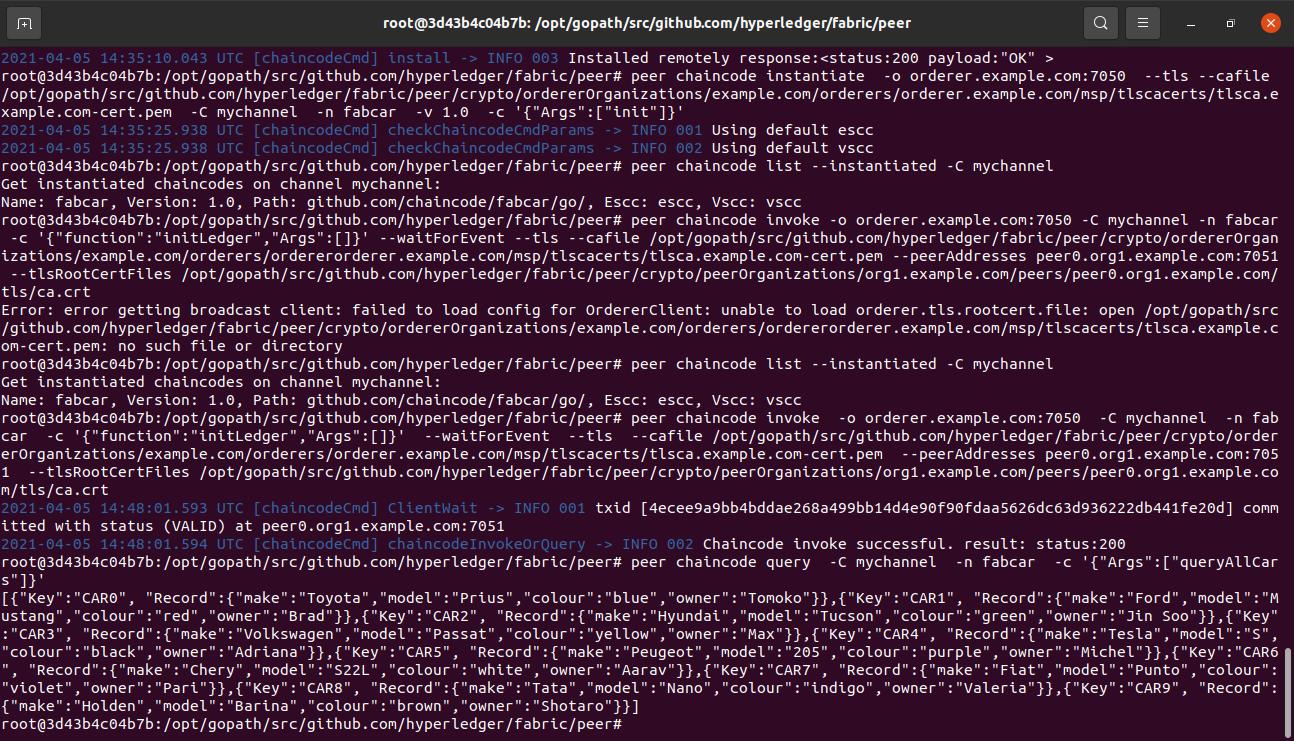 root@3d43b4c04b7b: /opt/gopath/src/github.com/hyperledger/fabric/peer
2021-04-05 14:35:10.043 UTC [chaincodeCmd] install -> INFO 003 Installed remotely response:<status:200 payload:"OK" >
root@3d43b4c04b7b:/opt/gopath/src/github.com/hyperledger/fabric/peer# peer chaincode instantiate  -o orderer.example.com:7050  --tls --cafile
/opt/gopath/src/github.com/hyperledger/fabric/peer/crypto/ordererOrganizations/example.com/orderers/orderer.example.com/msp/tlscacerts/tlsca.e
xample.com-cert.pem  -C mychannel  -n fabcar  -v 1.0  -c '{"Args":["init"]}'
2021-04-05 14:35:25.938 UTC [chaincodeCmd] checkChaincodeCmdParams -> INFO 001 Using default escc
2021-04-05 14:35:25.938 UTC [chaincodeCmd] checkChaincodeCmdParams -> INFO 002 Using default vscc
root@3d43b4c04b7b:/opt/gopath/src/github.com/hyperledger/fabric/peer# peer chaincode list --instantiated -C mychannel
Get instantiated chaincodes on channel mychannel:
Name: fabcar, Version: 1.0, Path: github.com/chaincode/fabcar/go/, Escc: escc, Vscc: vscc
root@3d43b4c04b7b:/opt/gopath/src/github.com/hyperledger/fabric/peer# peer chaincode invoke -o orderer.example.com:7050 -C mychannel -n fabcar
 -c '{"function":"initLedger","Args":[]}' --waitForEvent --tls --cafile /opt/gopath/src/github.com/hyperledger/fabric/peer/crypto/ordererOrgan
izations/example.com/orderers/ordererorderer.example.com/msp/tlscacerts/tlsca.example.com-cert.pem --peerAddresses peer0.org1.example.com:7051
 --tlsRootCertFiles /opt/gopath/src/github.com/hyperledger/fabric/peer/crypto/peerOrganizations/org1.example.com/peers/peer0.org1.example.com/
tls/ca.crt
Error: error getting broadcast client: failed to load config for OrdererClient: unable to load orderer.tls.rootcert.file: open /opt/gopath/src
/github.com/hyperledger/fabric/peer/crypto/ordererOrganizations/example.com/orderers/ordererorderer.example.com/msp/tlscacerts/tlsca.example.c
om-cert.pem: no such file or directory
root@3d43b4c04b7b:/opt/gopath/src/github.com/hyperledger/fabric/peer# peer chaincode list --instantiated -C mychannel
Get instantiated chaincodes on channel mychannel:
Name: fabcar, Version: 1.0, Path: github.com/chaincode/fabcar/go/, Escc: escc, Vscc: vscc
root@3d43b4c04b7b:/opt/gopath/src/github.com/hyperledger/fabric/peer# peer chaincode invoke  -o orderer.example.com:7050  -C mychannel  -n fab
car  -c '{"function":"initLedger","Args":[]}'  --waitForEvent  --tls  --cafile /opt/gopath/src/github.com/hyperledger/fabric/peer/crypto/order
erOrganizations/example.com/orderers/orderer.example.com/msp/tlscacerts/tlsca.example.com-cert.pem  --peerAddresses peer0.org1.example.com:705
1  --tlsRootCertFiles /opt/gopath/src/github.com/hyperledger/fabric/peer/crypto/peerOrganizations/org1.example.com/peers/peer0.org1.example.co
m/tls/ca.crt
2021-04-05 14:48:01.593 UTC [chaincodeCmd] ClientWait -> INFO 001 txid [4ecee9a9bb4bddae268a499bb14d4e90f90fdaa5626dc63d936222db441fe20d] comm
itted with status (VALID) at peer0.org1.example.com:7051
2021-04-05 14:48:01.594 UTC [chaincodeCmd] chaincodeInvokeOrQuery -> INFO 002 Chaincode invoke successful. result: status:200
root@3d43b4c04b7b:/opt/gopath/src/github.com/hyperledger/fabric/peer# peer chaincode query  -C mychannel  -n fabcar  -c '{"Args":["queryAllCar
s"]}'
[{"Key":"CAR0", "Record":{"make":"Toyota","model":"Prius","colour":"blue","owner":"Tomoko"}},{"Key":"CAR1", "Record":{"make":"Ford","model":"M
ustang","colour":"red","owner":"Brad"}},{"Key":"CAR2", "Record":{"make":"Hyundai","model":"Tucson","colour":"green","owner":"Jin Soo"}},{"Key"
:"CAR3", "Record":{"make":"Volkswagen","model":"Passat","colour":"yellow","owner":"Max"}},{"Key":"CAR4", "Record":{"make":"Tesla","model":"S",
"colour":"black","owner":"Adriana"}},{"Key":"CAR5", "Record":{"make":"Peugeot","model":"205","colour":"purple","owner":"Michel"}},{"Key":"CAR6
", "Record":{"make":"Chery","model":"S22L","colour":"white","owner":"Aarav"}},{"Key":"CAR7", "Record":{"make":"Fiat","model":"Punto","colour":
"violet","owner":"Pari"}},{"Key":"CAR8", "Record":{"make":"Tata","model":"Nano","colour":"indigo","owner":"Valeria"}},{"Key":"CAR9", "Record":
{"make":"Holden","model":"Barina","colour":"brown","owner":"Shotaro"}}]
root@3d43b4c04b7b:/opt/gopath/src/github.com/hyperledger/fabric/peer#